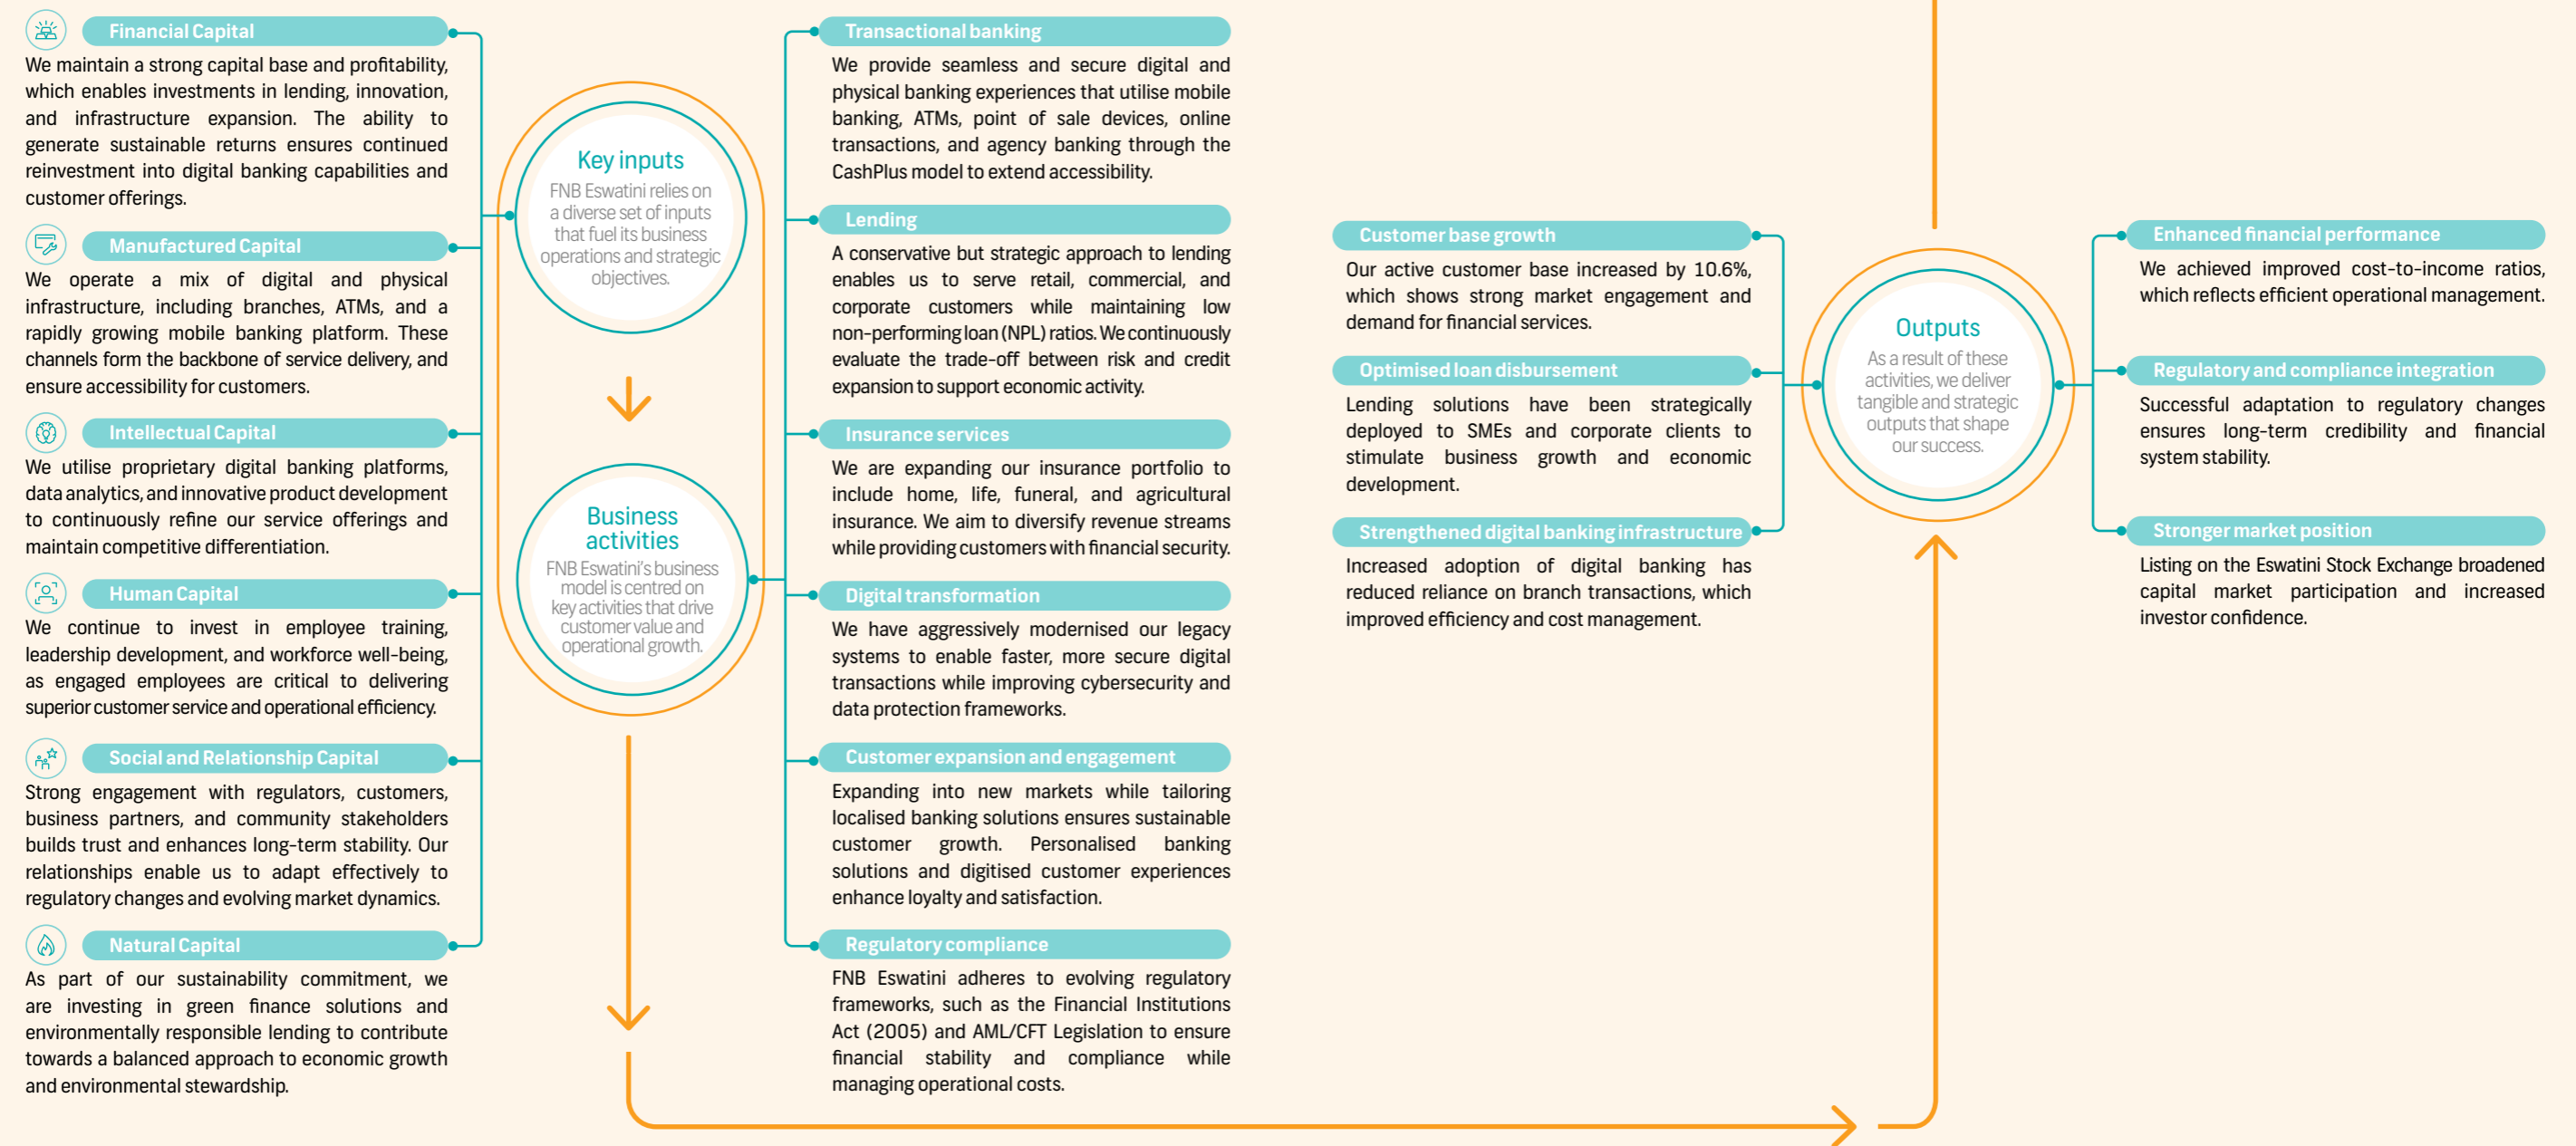 Financial Capital
We maintain a strong capital base and profitability,
which enables investments in lending, innovation,
and infrastructure expansion. The ability to
generate sustainable returns ensures continued
reinvestment into digital banking capabilities and
customer offerings.
Manufactured Capital
We operate a mix of digital and physical
infrastructure, including branches, ATMs, and a
rapidly growing mobile banking platform. These
channels form the backbone of service delivery, and
ensure accessibility for customers.
Intellectual Capital
We utilise proprietary digital banking platforms,
data analytics, and innovative product development
to continuously refine our service offerings and
maintain competitive differentiation.
Human Capital
We continue to invest in employee training,
leadership development, and workforce well-being,
as engaged employees are critical to delivering
superior customer service and operational efficiency.
Social and Relationship Capital
Strong engagement with regulators, customers,
business partners, and community stakeholders
builds trust and enhances long-term stability. Our
relationships enable us to adapt effectively to
regulatory changes and evolving market dynamics.
Natural Capital
As part of our sustainability commitment, we
are investing in green finance solutions and
environmentally responsible lending to contribute
towards a balanced approach to economic growth
and environmental stewardship.
Key inputs
FNB Eswatini relies on
a diverse set of inputs
that fuel its business
operations and strategic
objectives.
Business
activities
FNB Eswatini's business
model is centred on
key activities that drive
customer value and
operational growth.
Transactional banking
We provide seamless and secure digital and
physical banking experiences that utilise mobile
banking, ATMs, point of sale devices, online
transactions, and agency banking through the
CashPlus model to extend accessibility.
Lending
A conservative but strategic approach to lending
enables us to serve retail, commercial, and
corporate customers while maintaining low
non-performing loan (NPL) ratios. We continuously
evaluate the trade-off between risk and credit
expansion to support economic activity.
Insurance services
We are expanding our insurance portfolio to
include home, life, funeral, and agricultural
insurance. We aim to diversify revenue streams
while providing customers with financial security.
Digital transformation
We have aggressively modernised our legacy
systems to enable faster, more secure digital
transactions while improving cybersecurity and
data protection frameworks.
Customer expansion and engagement
Expanding into new markets while tailoring
localised banking solutions ensures sustainable
customer growth. Personalised banking
solutions and digitised customer experiences
enhance loyalty and satisfaction.
Regulatory compliance
FNB Eswatini adheres to evolving regulatory
frameworks, such as the Financial Institutions
Act (2005) and AML/CFT Legislation to ensure
financial stability and compliance while
managing operational costs.
Customer base growth
Our active customer base increased by 10.6%,
which shows strong market engagement and
demand for financial services.
Optimised loan disbursement
Lending solutions have been strategically
deployed to SMEs and corporate clients to
stimulate business growth and economic
development.
Strengthened digital banking infrastructure
Increased adoption of digital banking has
reduced reliance on branch transactions, which
improved efficiency and cost management.
Outputs
As a result of these
activities, we deliver
tangible and strategic
outputs that shape
our success.
Enhanced financial performance
We achieved improved cost-to-income ratios,
which reflects efficient operational management.
Regulatory and compliance integration
Successful adaptation to regulatory changes
ensures long-term credibility and financial
system stability.
Stronger market position
Listing on the Eswatini Stock Exchange broadened
capital market participation and increased
investor confidence.